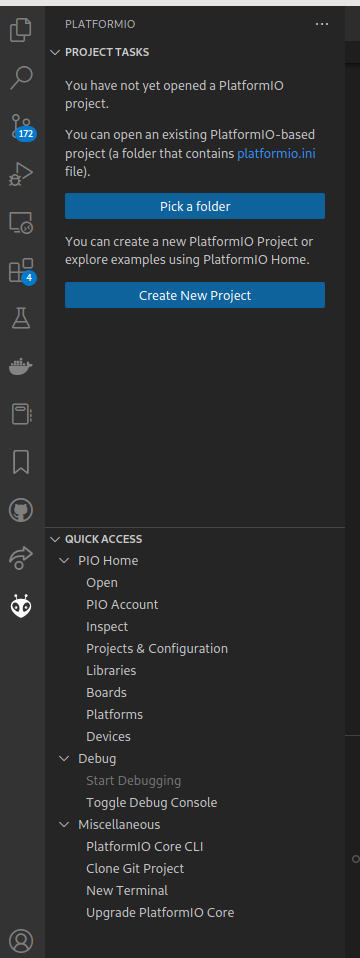 PLATFORMIO
PROJECT TASKS
You have not yet opened a PlatformIO
project.
You can open an existing PlatformIO-based
project (a folder that contains platformio.ini
file).
172
Pick a folder
You can create a new PlatformIO Project or
explore examples using PlatformIO Home.
4
Create New Project
QUICK ACCESS
PIO Home
Open
PIO Account
Inspect
Projects & Configuration
Libraries
Boards
Platforms
Devices
Debug
Start Debugging
Toggle Debug Console
Miscellaneous
PlatformIO Core CLI
Clone Git Project
New Terminal
Upgrade PlatformIO Core